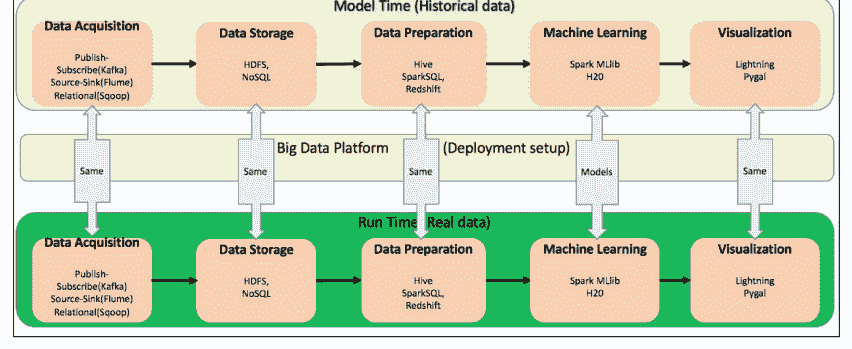 Model Time (Historical data)
Data Acquisition
Publish-
Subscribe(Kafka)
Source-Sink(Flume)
Relational(Sqoop)
Data Storage
HDFS,
NoSQL
Data Preparation
Hive
SparkSQL,
Redshift
Machine Learning
Spark MLlib
H20
Visualization
Lightning
Pygal
Big Data Platform (Deployment setup)
Same
Same
Same
Models
Same
Run Time (Real data)
Data Acquisition
Publish-
Subscribe(Kafka)
Source-Sink(Flume)
Relational(Sqoop)
Data Storage
HDFS,
NoSQL
Data Preparation
Hive
SparkSQL,
Redshift
Machine Learning
Spark MLlib
H20
Visualization
Lightning
Pygal